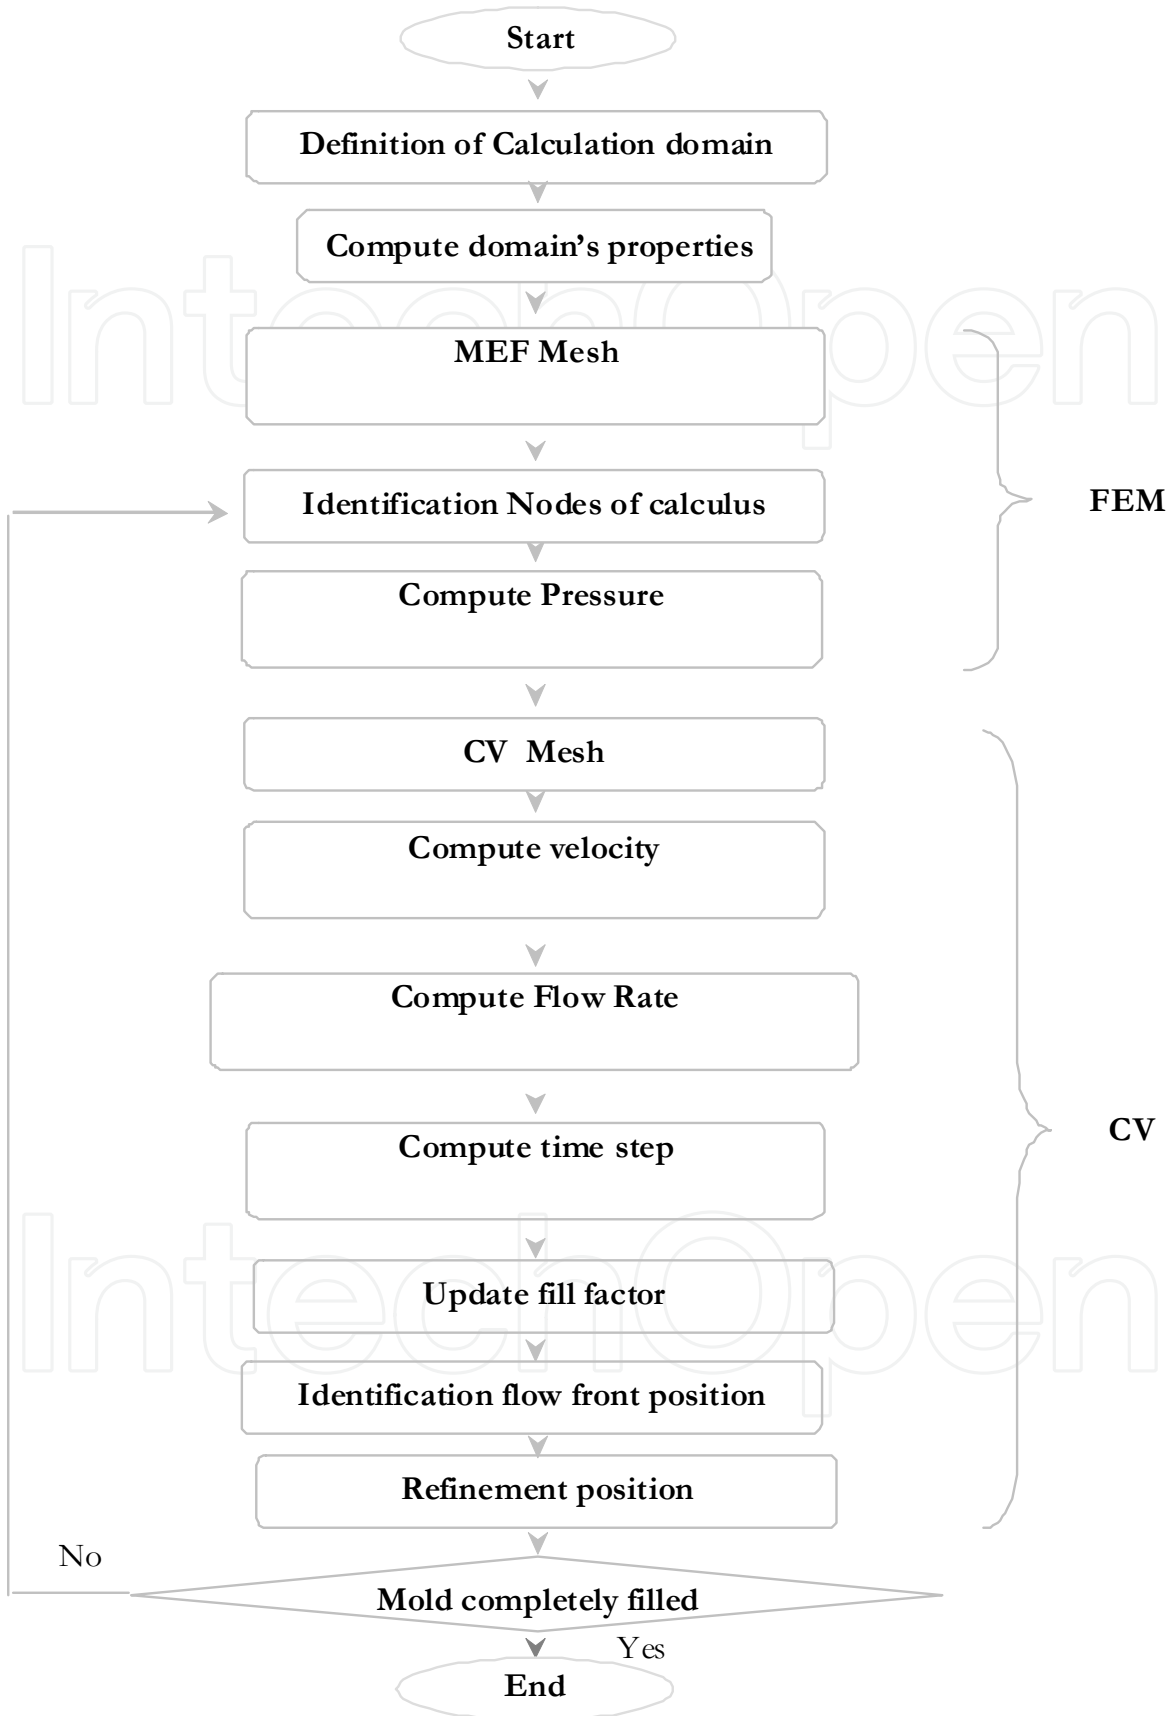 Start
Definition of Calculation domain
Compute domain's properties
IntechOpen
MEF Mesh
Identification Nodes of calculus
FEM
Compute Pressure
CV Mesh
Compute velocity
Compute Flow Rate
CV
Compute time step
IntechOpen
Update fill factor
Identification flow front position
Refinement position
No
Mold completely filled
Yes
End